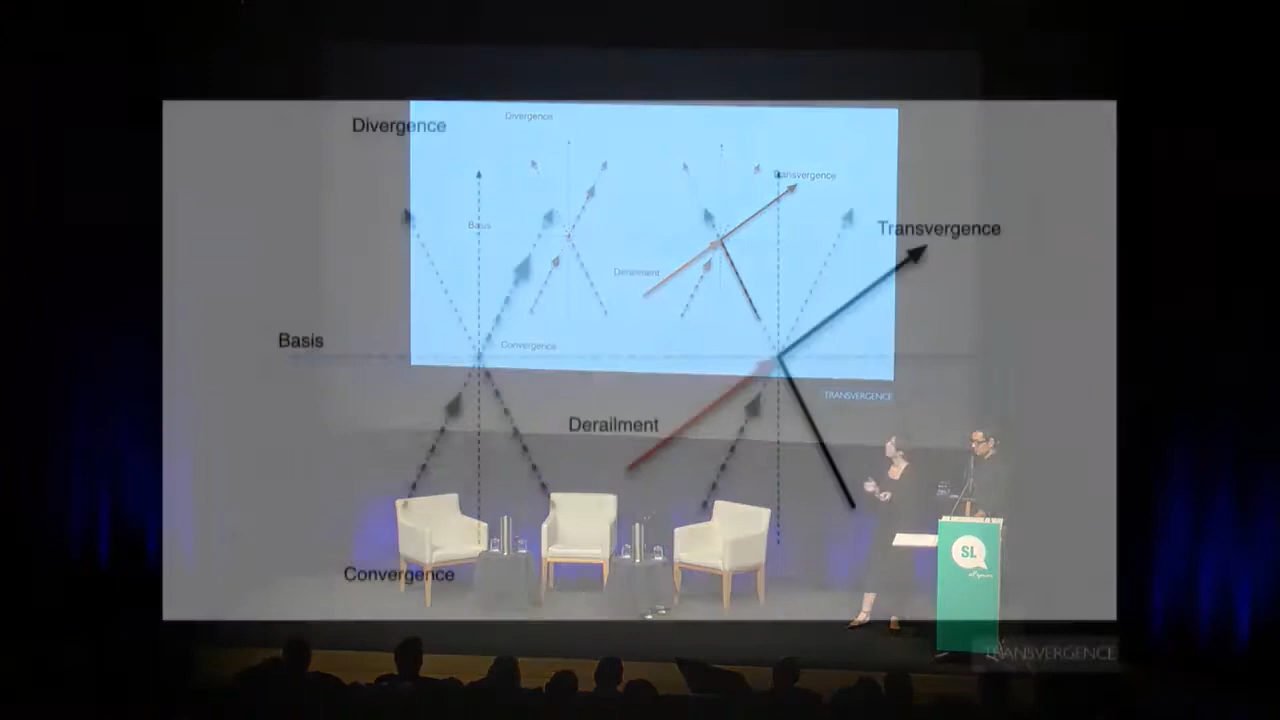 Divergence
Divergence
Transvergence
Basis
Transvergence
Derailment
Basis
Convergence
TRANSVERGENCE
Derailment
SL
Convergence
TRANSVERGENCE